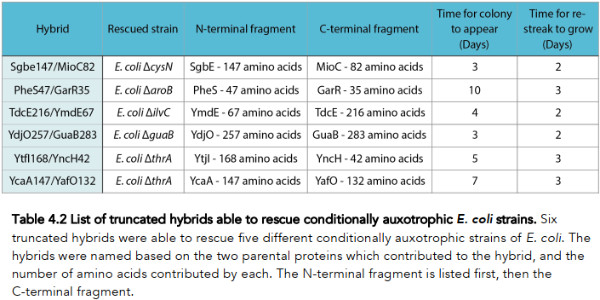 Hybrid Rescued strain N-terminal fragment C-terminal fragment Time for colony to appear (Days) Time for re-streak to grow (Days)
Sgbe147/MioC82 E. coli ΔcysN SgbE - 147 amino acids MioC - 82 amino acids 3 2
PheS47/GarR35 E. coli ΔaroB PheS - 47 amino acids GarR - 35 amino acids 10 3
TdcE216/YmdE67 E. coli ΔilvC YmdE - 67 amino acids TdcE - 216 amino acids 4 2
YdjO257/GuaB283 E. coli ΔguaB YdjO - 257 amino acids GuaB - 283 amino acids 3 2
YtfI168/YncH42 E. coli ΔthrA YtjI - 168 amino acids YncH - 42 amino acids 5 3
YcaA147/YafO132 E. coli ΔthrA YcaA - 147 amino acids YafO - 132 amino acids 7 3
Table 4.2 List of truncated hybrids able to rescue conditionally auxotrophic E. coli strains. Six
truncated hybrids were able to rescue five different conditionally auxotrophic strains of E. coli. The
hybrids were named based on the two parental proteins which contributed to the hybrid, and the
number of amino acids contributed by each. The N-terminal fragment is listed first, then the
C-terminal fragment.